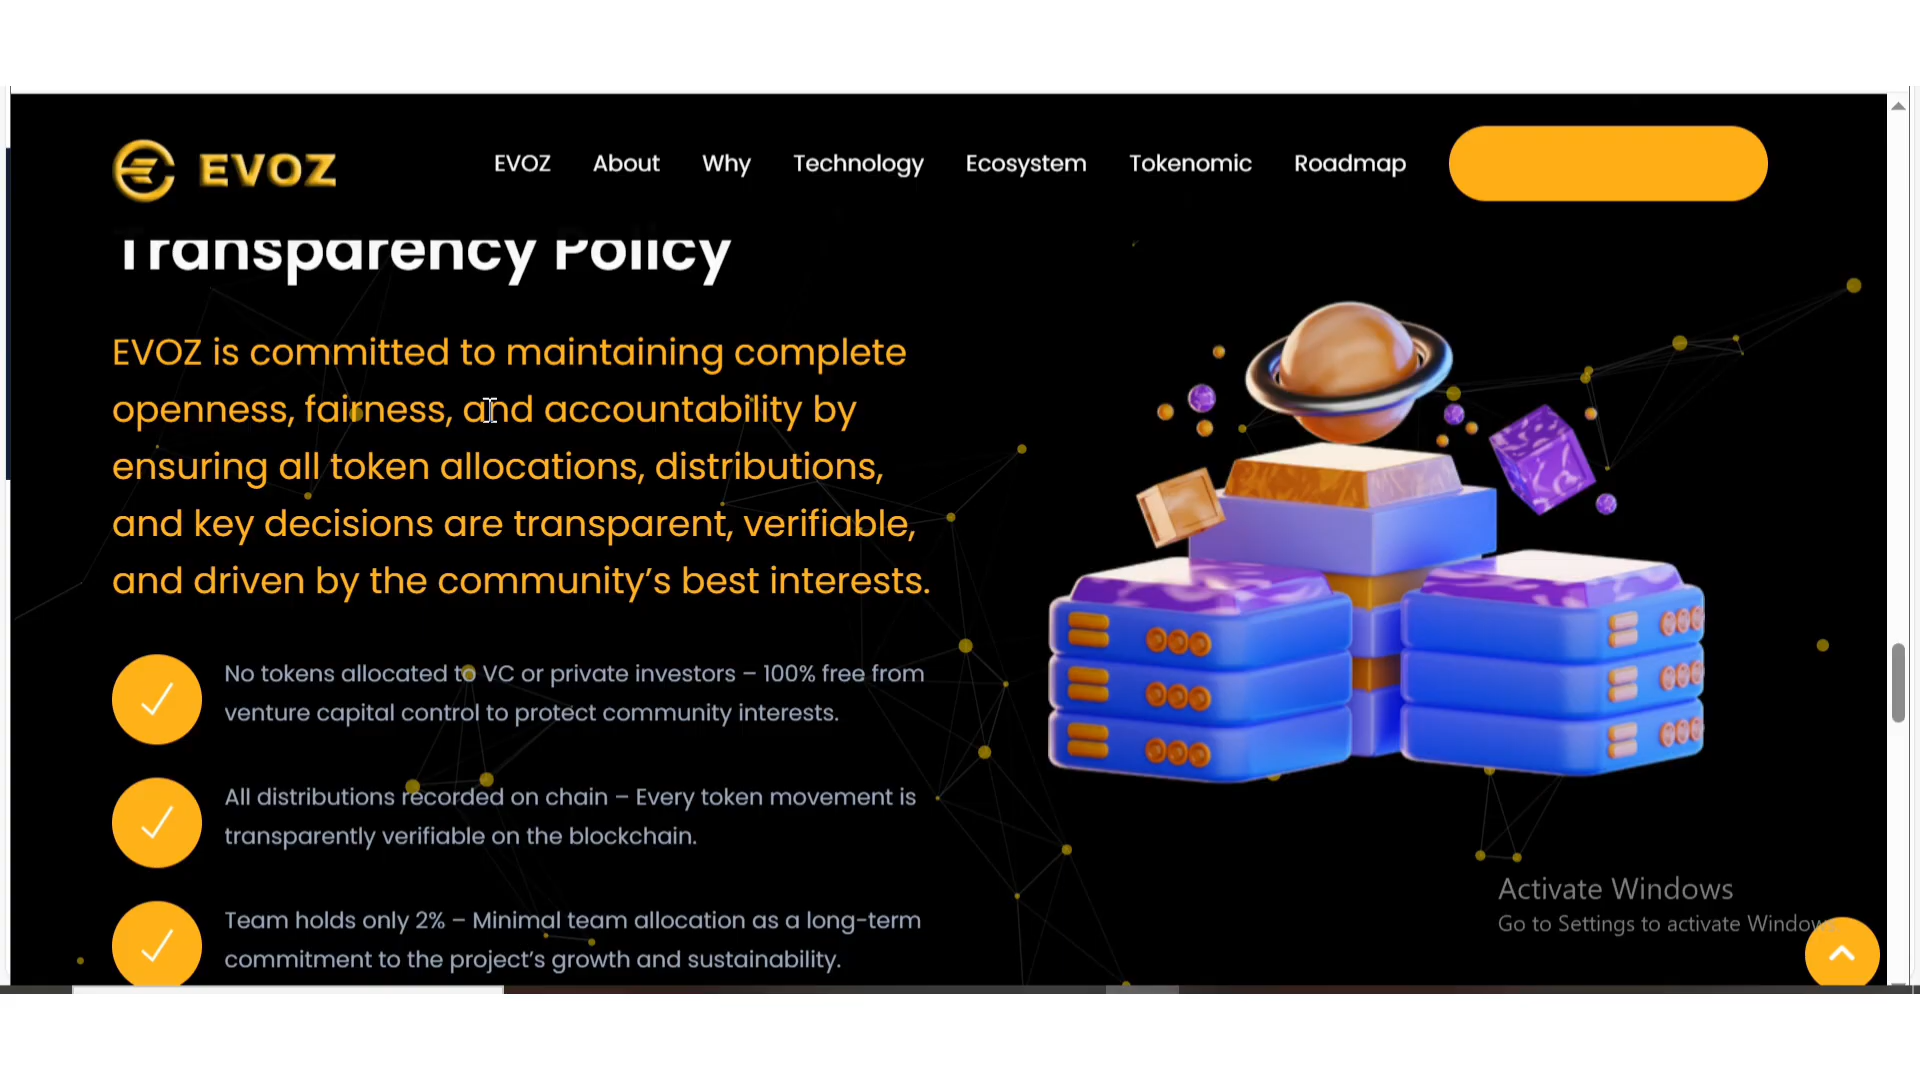 EVOZ
EVOZ About Why Technology Ecosystem Tokenomic Roadmap
Transparency Policy
EVOZ is committed to maintaining complete
openness, fairness, and accountability by
ensuring all token allocations, distributions,
and key decisions are transparent, verifiable,
and driven by the community’s best interests.
No tokens allocated to VC or private investors – 100% free from
venture capital control to protect community interests.
All distributions recorded on chain – Every token movement is
transparently verifiable on the blockchain.
Team holds only 2% – Minimal team allocation as a long-term
commitment to the project’s growth and sustainability.
Activate Windows
Go to Settings to activate Windows